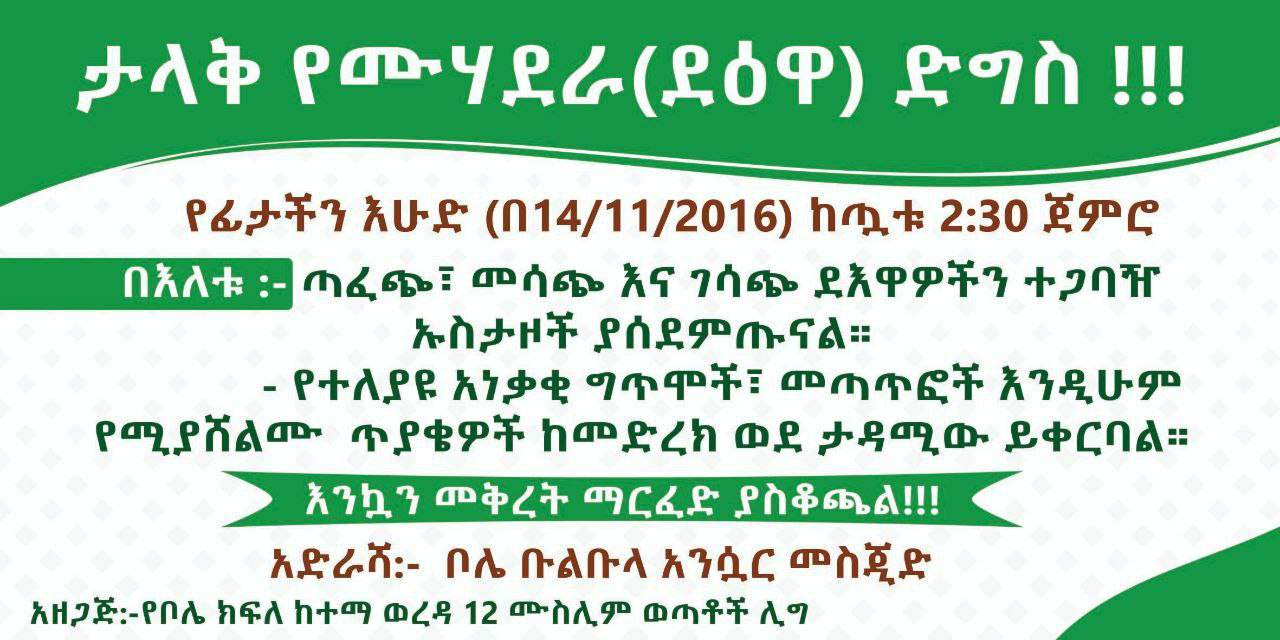 ታላቅ የሙሃደራ(ደዕዋ) ድግስ !!!
የፊታችን እሁድ (በ14/11/2016) ከጧቱ 2:30 ጀምሮ
በእለቱ :- ጣፈጭ፣ መሳጭ እና ገሳጭ ደእዋዎችን ተጋባዥ
ኡስታዞች ያሰደምጡናል።
- የተለያዩ አነቃቂ ግጥሞች፣ መጣጥፎች እንዲሁም
የሚያሸልሙ ጥያቄዎች ከመድረክ ወደ ታዳሚው ይቀርባል።
እንኳን መቅረት ማርፈድ ያስቆጫል!!!
አድራሻ:- ቦሌ ቡልቡላ አንሷር መስጂድ
አዘጋጅ:-የቦሌ ክፍለ ከተማ ወረዳ 12 ሙስሊም ወጣቶች ሊግ